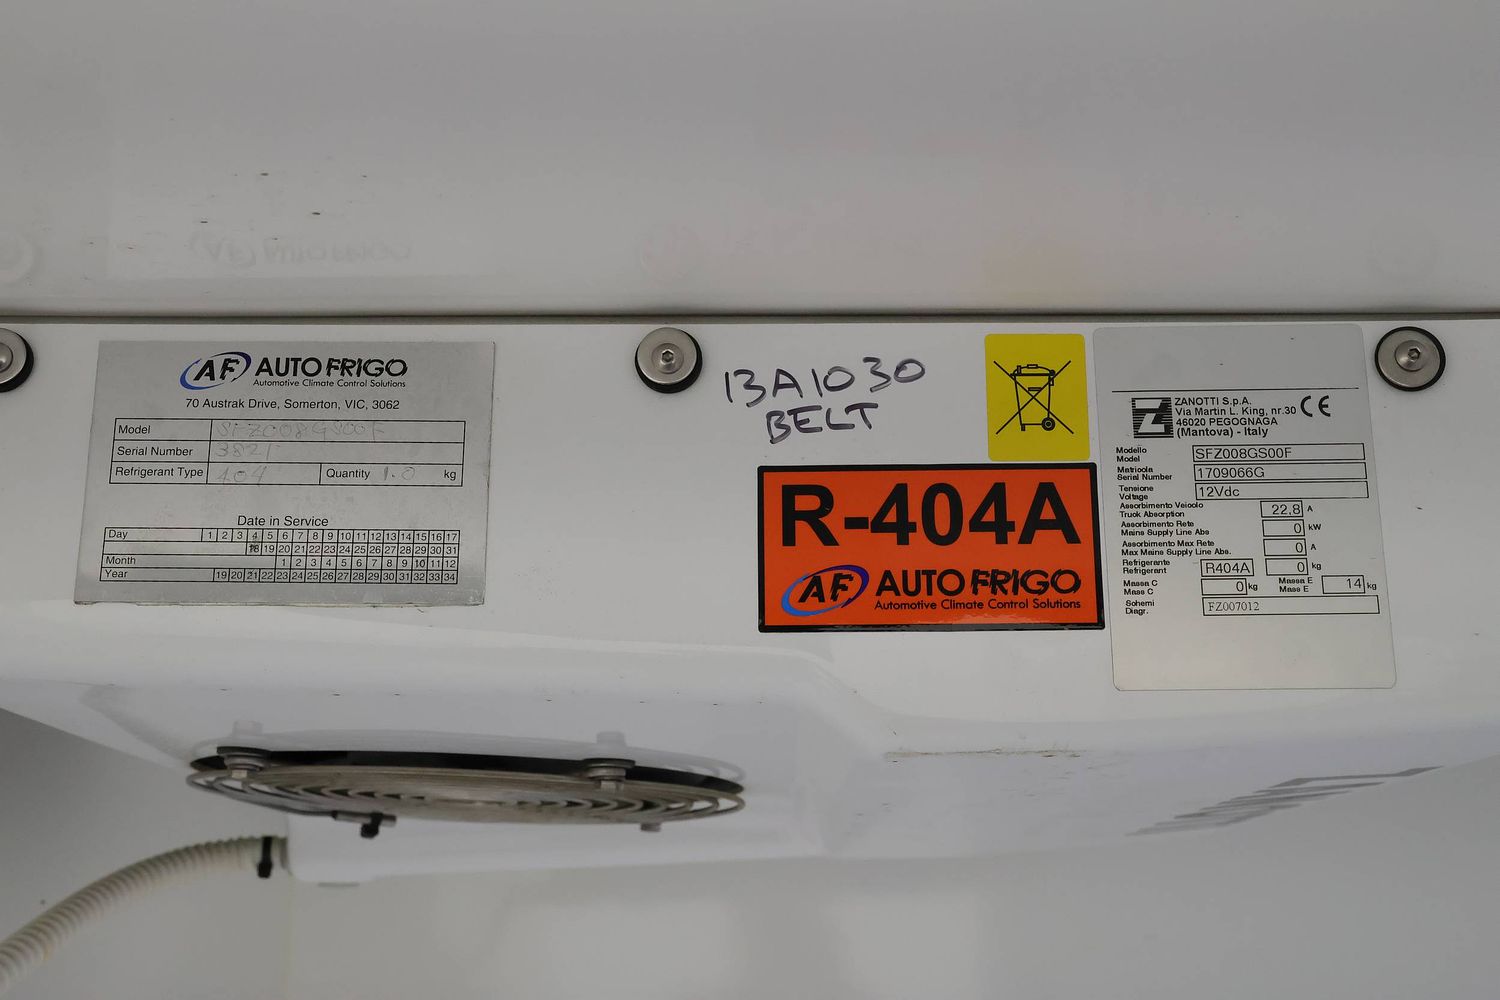 AF AUTO FRIGO
Automotive Climate Control Solutions
70 Austrak Drive, Somerton, VIC, 3062
Model SFZ008GS00F
Serial Number 3821
Refrigerant Type 404 Quantity 1.0 kg
Date in Service
Day 1 2 3 4 5 6 7 8 9 10 11 12 13 14 15 16 17
18 19 20 21 22 23 24 25 26 27 28 29 30 31
Month 1 2 3 4 5 6 7 8 9 10 11 12
Year 19 20 21 22 23 24 25 26 27 28 29 30 31 32 33 34
13A1030
BELT
R-404A
AF AUTO FRIGO
Automotive Climate Control Solutions
Z ZANOTTI S.p.A.
Via Martin L. King, nr.30 CE
46020 PEGOGNAGA
(Mantova) - Italy
Modello
Model SFZ008GS00F
Matricola
Serial Number 1709066G
Tensione
Voltage 12Vdc
Assorbimento Veicolo
Truck Absorption 22,8 A
Assorbimento Rete
Mains Supply Line Abs 0 kW
Assorbimento Max Rete
Max Mains Supply Line Abs. 0 A
Refrigerante
Refrigerant R404A 0 kg
Massa C
Mass C 0 kg
Massa E
Mass E 14 kg
Schemi
Diagr. FZ007012